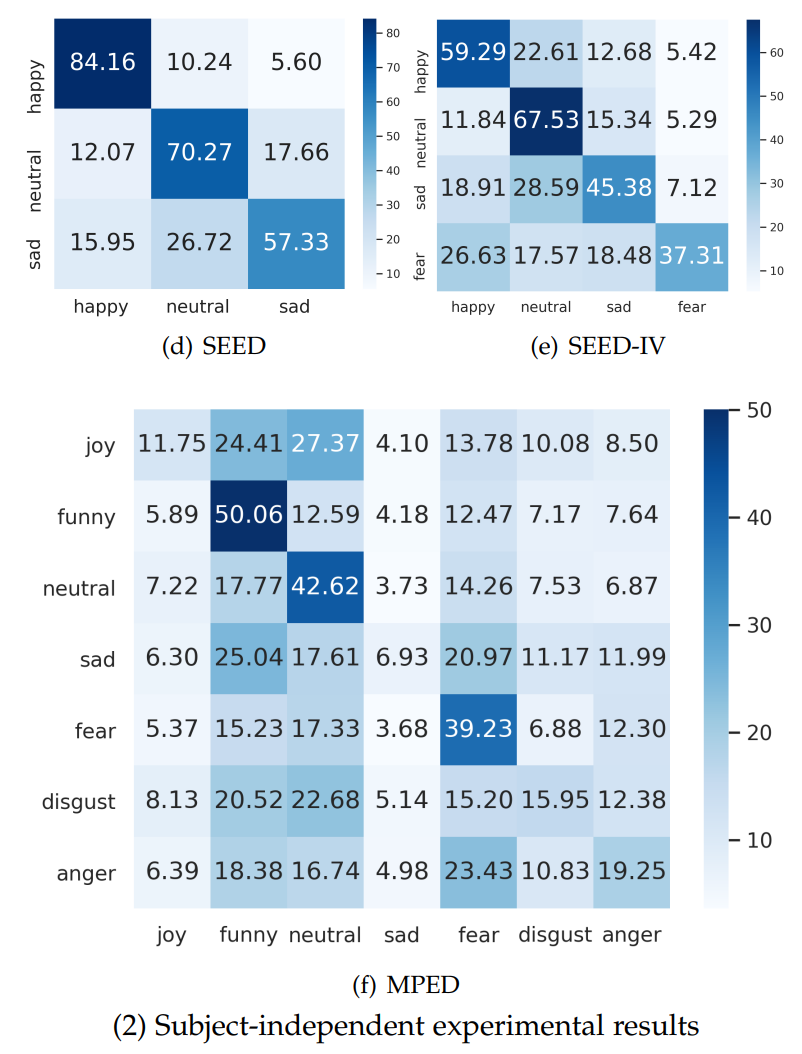 happy 84.16 10.24 5.60
neutral 12.07 70.27 17.66
sad 15.95 26.72 57.33
happy neutral sad
80
70
60
50
40
30
20
10
(d) SEED
happy 59.29 22.61 12.68 5.42
neutral 11.84 67.53 15.34 5.29
sad 18.91 28.59 45.38 7.12
fear 26.63 17.57 18.48 37.31
happy neutral sad fear
60
50
40
30
20
10
(e) SEED-IV
joy 11.75 24.41 27.37 4.10 13.78 10.08 8.50
funny 5.89 50.06 12.59 4.18 12.47 7.17 7.64
neutral 7.22 17.77 42.62 3.73 14.26 7.53 6.87
sad 6.30 25.04 17.61 6.93 20.97 11.17 11.99
fear 5.37 15.23 17.33 3.68 39.23 6.88 12.30
disgust 8.13 20.52 22.68 5.14 15.20 15.95 12.38
anger 6.39 18.38 16.74 4.98 23.43 10.83 19.25
joy funny neutral sad fear disgust anger
50
40
30
20
10
(f) MPED
(2) Subject-independent experimental results